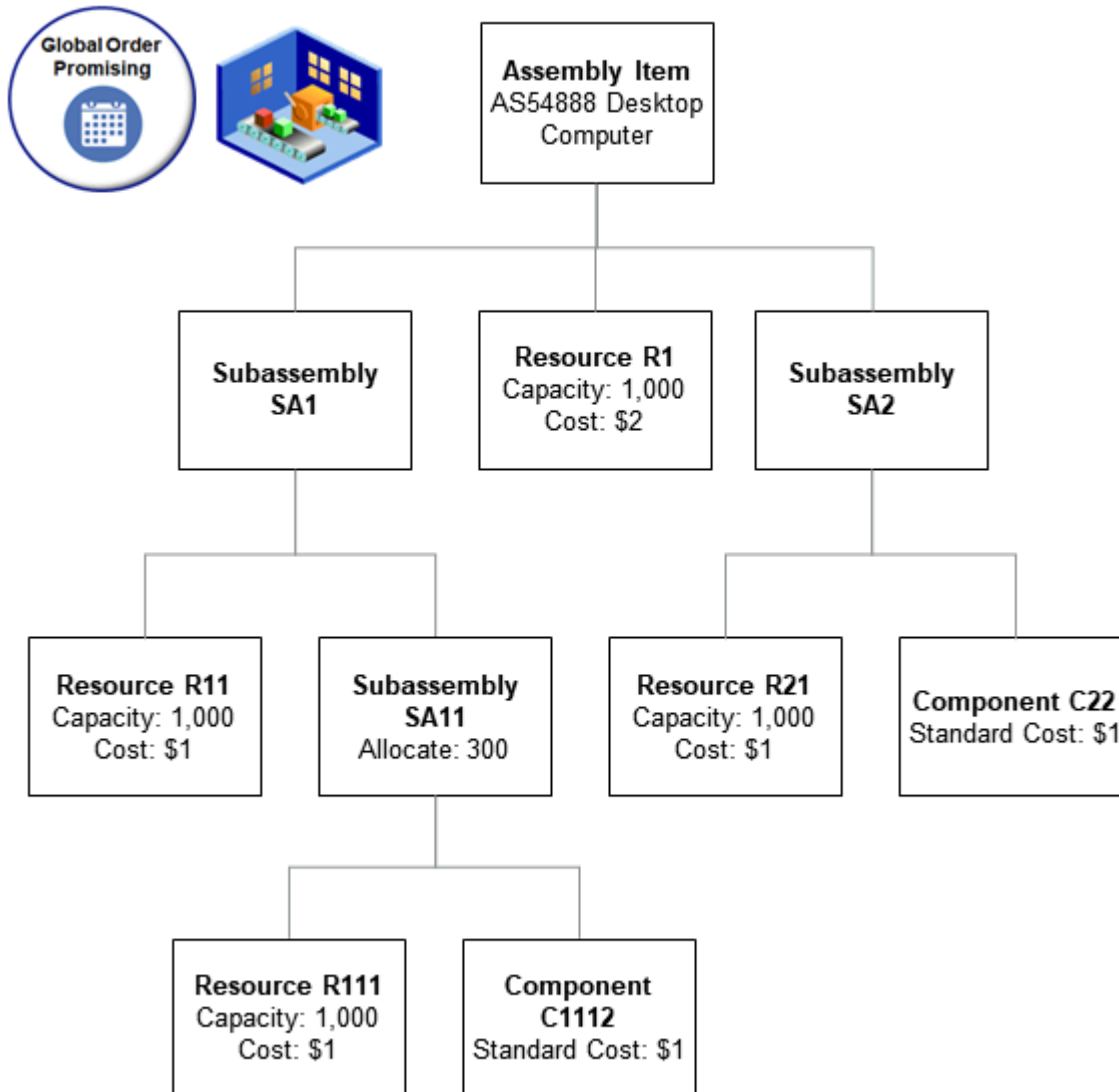 Global Order
Promising
Assembly Item
AS54888 Desktop
Computer
Subassembly
SA1
Resource R1
Capacity: 1,000
Cost: $2
Subassembly
SA2
Resource R11
Capacity: 1,000
Cost: $1
Subassembly
SA11
Allocate: 300
Resource R21
Capacity: 1,000
Cost: $1
Component C22
Standard Cost: $1
Resource R111
Capacity: 1,000
Cost: $1
Component
C1112
Standard Cost: $1